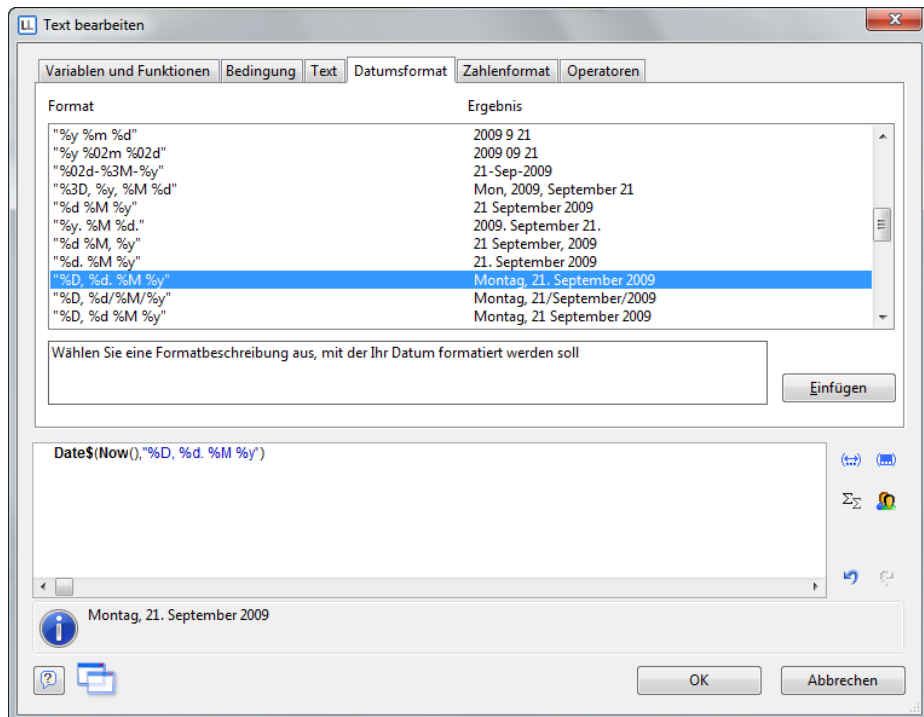 LL Text bearbeiten
Variablen und Funktionen Bedingung Text Datumsformat Zahlenformat Operatoren
Format Ergebnis
"%y %m %d" 2009 9 21
"%y %02m %02d" 2009 09 21
"%02d-%3M-%y" 21-Sep-2009
"%3D, %y, %M %d" Mon, 2009, September 21
"%d %M %y" 21 September 2009
"%y. %M %d." 2009. September 21.
"%d %M, %y" 21 September, 2009
"%d. %M %y" 21. September 2009
"%D, %d. %M %y" Montag, 21. September 2009
"%D, %d/%M/%y" Montag, 21/September/2009
"%D, %d %M %y" Montag, 21 September 2009
Wählen Sie eine Formatbeschreibung aus, mit der Ihr Datum formatiert werden soll
Einfügen
Date$(Now(),"%D, %d. %M %y")
ΣΣ
Montag, 21. September 2009
OK Abbrechen